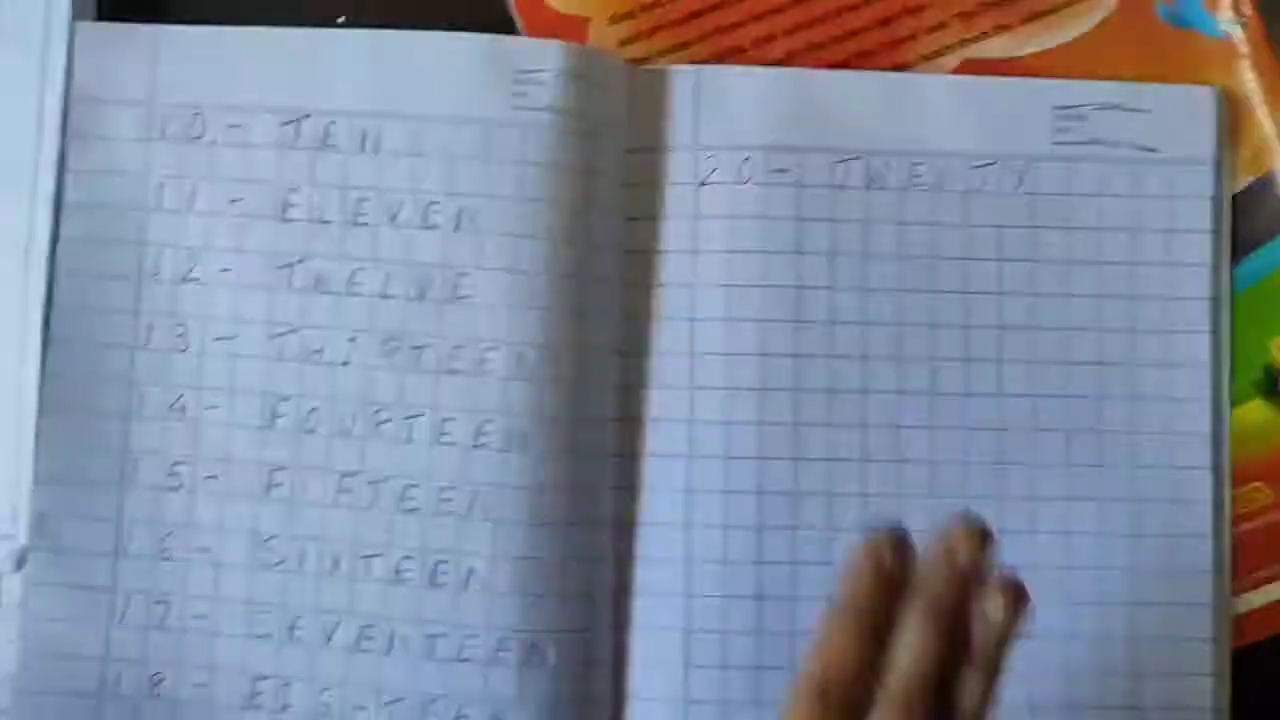 10 - TEN
11 - ELEVEN
12 - TWELVE
13 - THIRTEEN
14 - FOURTEEN
15 - FIFTEEN
16 - SIXTEEN
17 - SEVENTEEN
18 - EIGHTEEN
20 - TWENTY